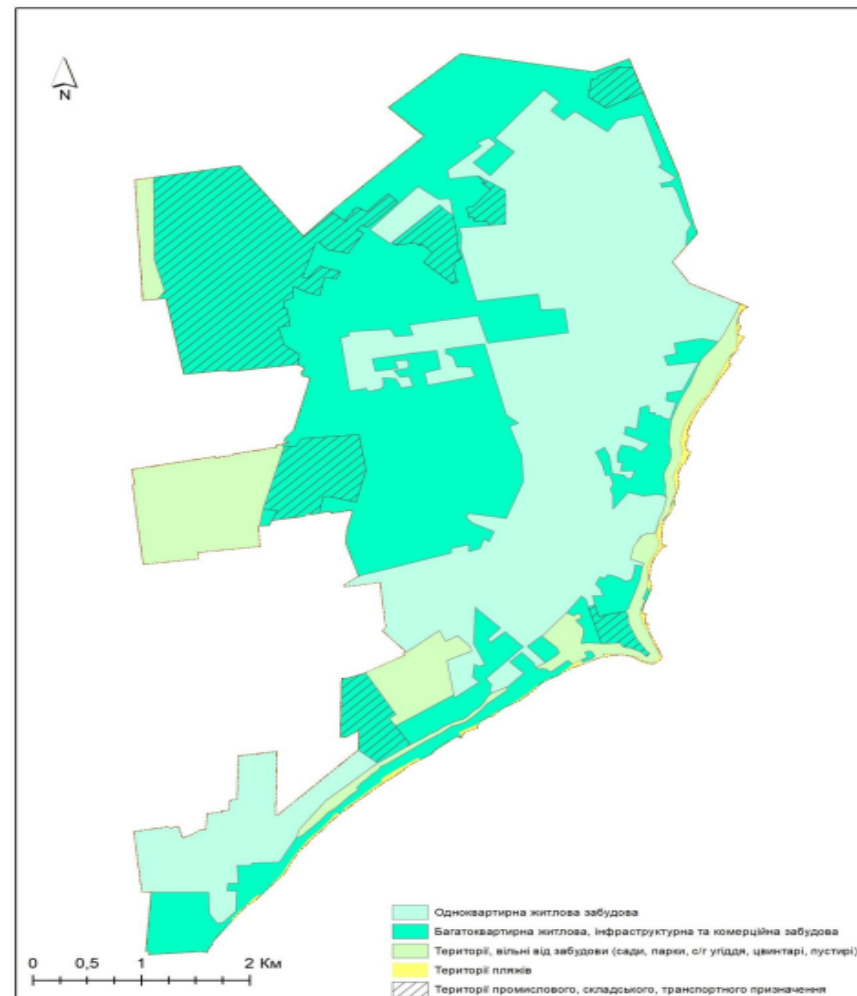 N
Одноквартирна житлова забудова
Багатоквартирна житлова, інфраструктурна та комерційна забудова
Території, вільні від забудови (сади, парки, с/г угіддя, цвинтарі, пустирі)
Території пляжів
Території промислового, складського, транспортного призначення
0 0,5 1 2 Км